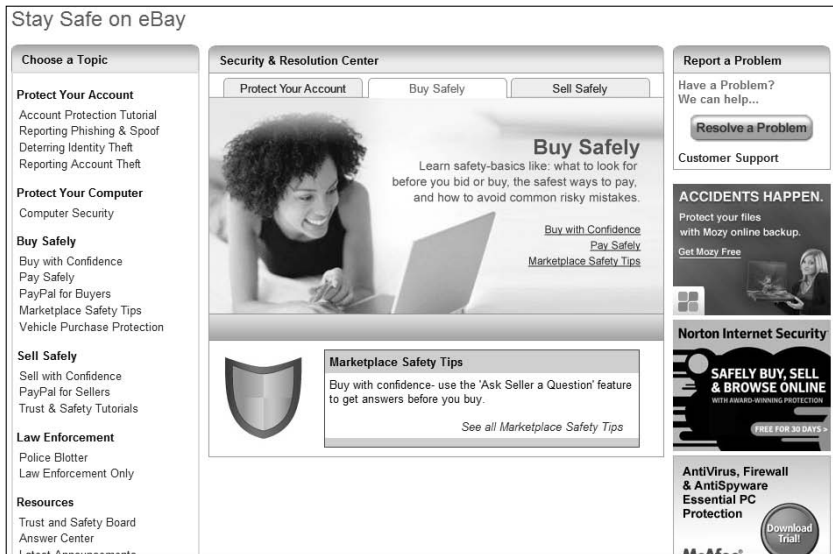 Stay Safe on eBay
Choose a Topic
Protect Your Account
Account Protection Tutorial
Reporting Phishing & Spoof
Deterring Identity Theft
Reporting Account Theft
Protect Your Computer
Computer Security
Buy Safely
Buy with Confidence
Pay Safely
PayPal for Buyers
Marketplace Safety Tips
Vehicle Purchase Protection
Sell Safely
Sell with Confidence
PayPal for Sellers
Trust & Safety Tutorials
Law Enforcement
Police Blotter
Law Enforcement Only
Resources
Trust and Safety Board
Answer Center
Latest Announcements
Security & Resolution Center
Protect Your Account
Buy Safely
Sell Safely
Buy Safely
Learn safety-basics like: what to look for
before you bid or buy, the safest ways to pay,
and how to avoid common risky mistakes.
Buy with Confidence
Pay Safely
Marketplace Safety Tips
Marketplace Safety Tips
Buy with confidence- use the 'Ask Seller a Question' feature
to get answers before you buy.
See all Marketplace Safety Tips
Report a Problem
Have a Problem?
We can help...
Resolve a Problem
Customer Support
ACCIDENTS HAPPEN.
Protect your files
with Mozy online backup.
Get Mozy Free
Norton Internet Security
SAFELY BUY, SELL
& BROWSE ONLINE
WITH AWARD-WINNING PROTECTION
FREE FOR 30 DAYS >
AntiVirus, Firewall
& AntiSpyware
Essential PC
Protection
Download
Trial!
McAfee®